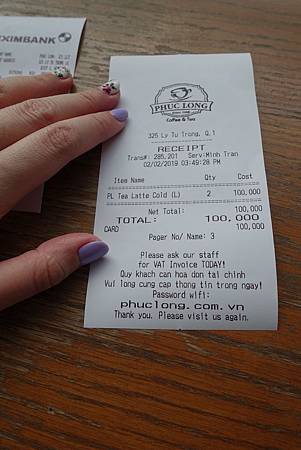 XIMBANK
PHUC LONG
Coffee & Tea
325 Ly Tu Trong, Q.1
RECEIPT
Trans#: 285,201 Serv:Minh Tran
02/02/2019 03:49:28 PM
Item Name Qty Cost
PL Tea Latte Cold (L) 2 100,000
Net Total: 100,000
TOTAL: 100,000
CARD 100,000
Pager No/ Name: 3
Please ask our staff
for VAT Invoice TODAY!
Quy khach can hoa don tai chinh
Vui long cung cap thong tin trong ngay!
Password wifi:
phuclong.com.vn
Thank you. Please visit us again.